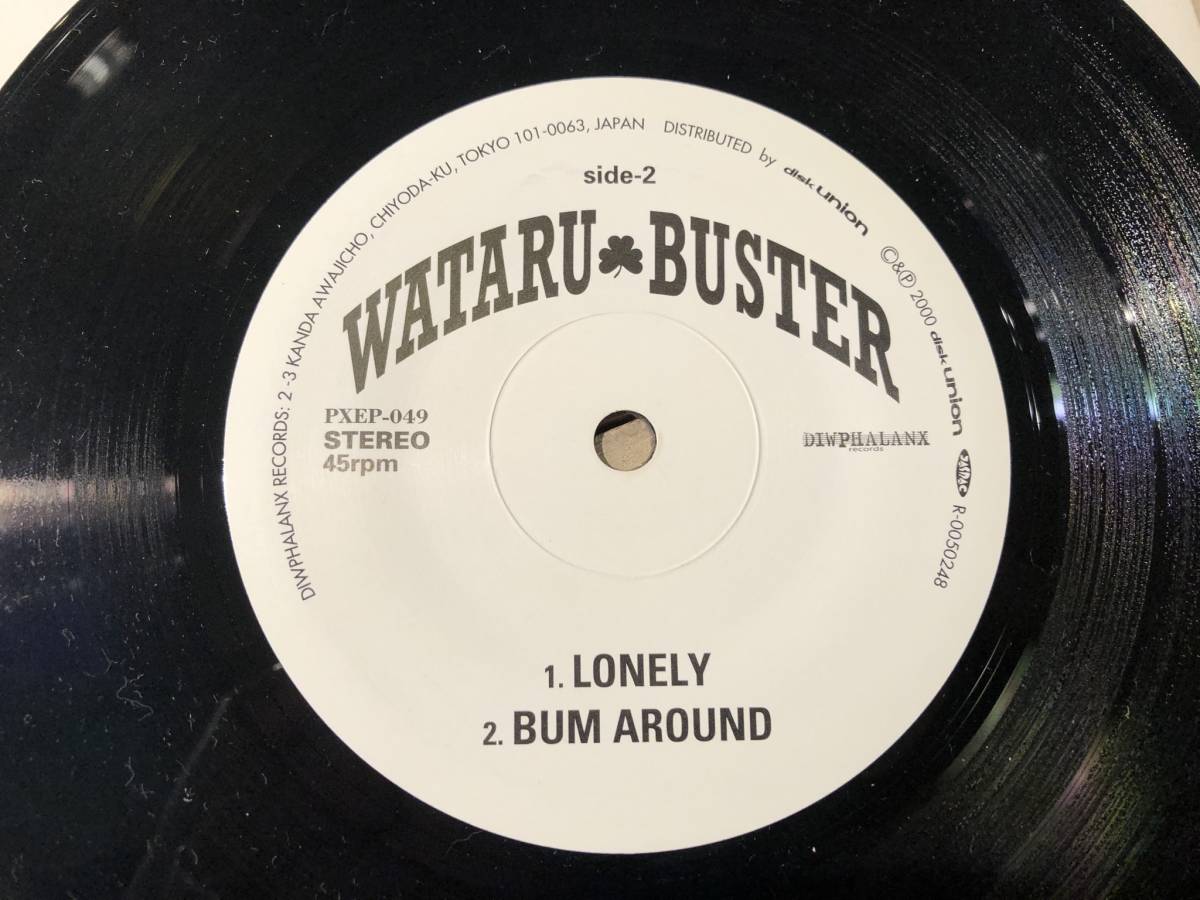 DIWPHALANX RECORDS: 2 -3 KANDA AWAJICHO, CHIYODA-KU, TOKYO 101-0063, JAPAN DISTRIBUTED by disk union
©&℗ 2000 disk union JASRAC R-0050248
side-2
WATARU♣BUSTER
PXEP-049
STEREO
45rpm
DIWPHALANX
records
1. LONELY
2. BUM AROUND